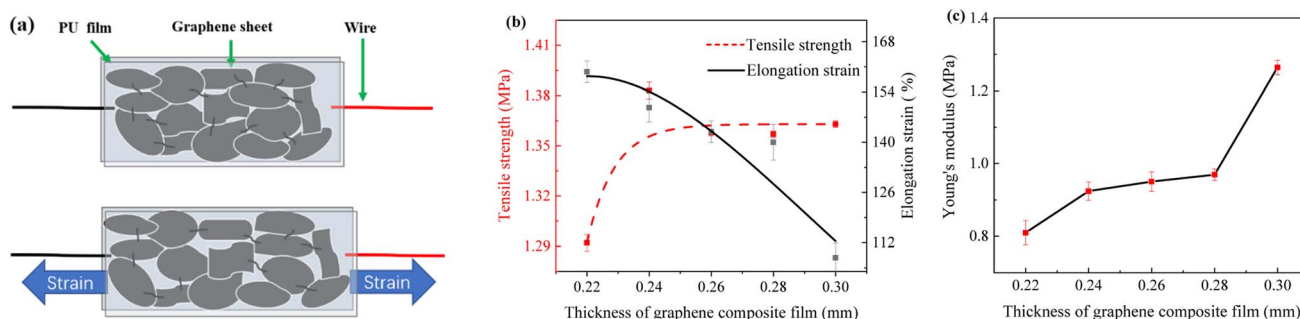 (a)
PU film
Graphene sheet
Wire
Strain
Strain
(b)
1.41
1.38
1.35
1.32
1.29
Tensile strength (MPa)
Tensile strength
Elongation strain
168
154
140
126
112
Elongation strain ( %)
0.22 0.24 0.26 0.28 0.30
Thickness of graphene composite film (mm)
(c)
1.4
1.2
1.0
0.8
Young's modulus (MPa)
0.22 0.24 0.26 0.28 0.30
Thickness of graphene composite film (mm)